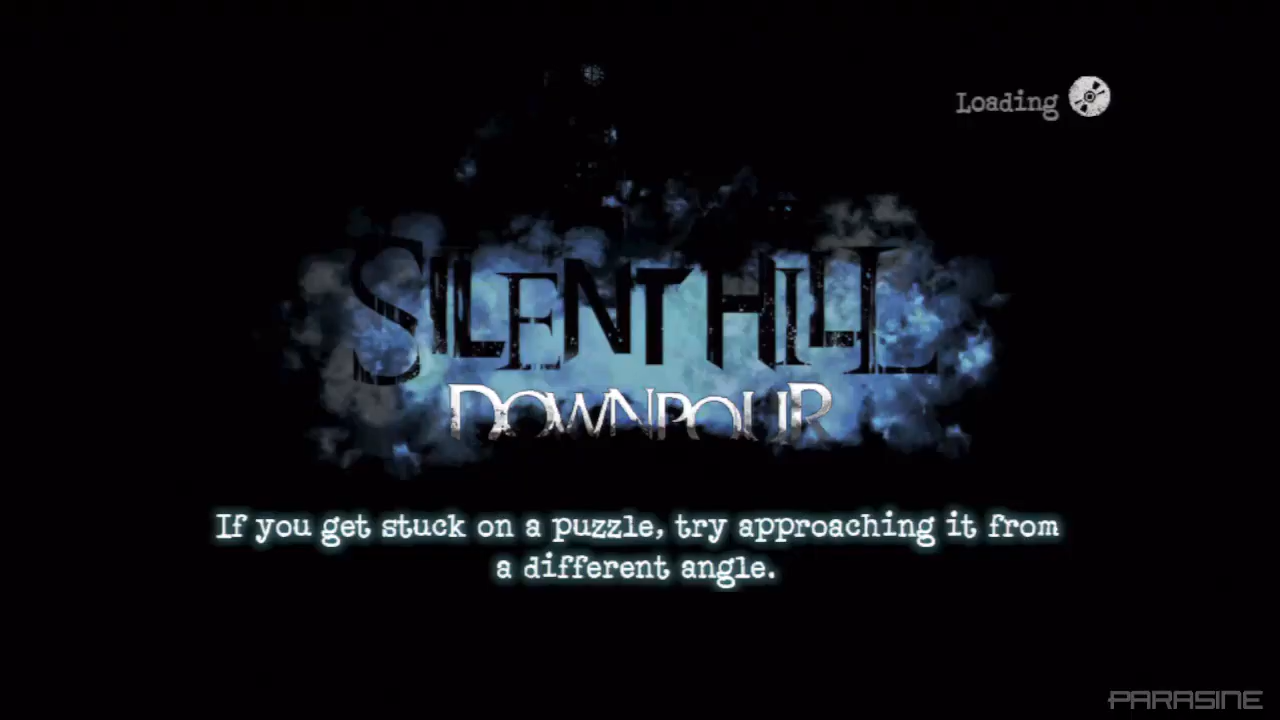 Loading
SILENT HILL
DOWNPOUR
If you get stuck on a puzzle, try approaching it from
a different angle.
PARASINE